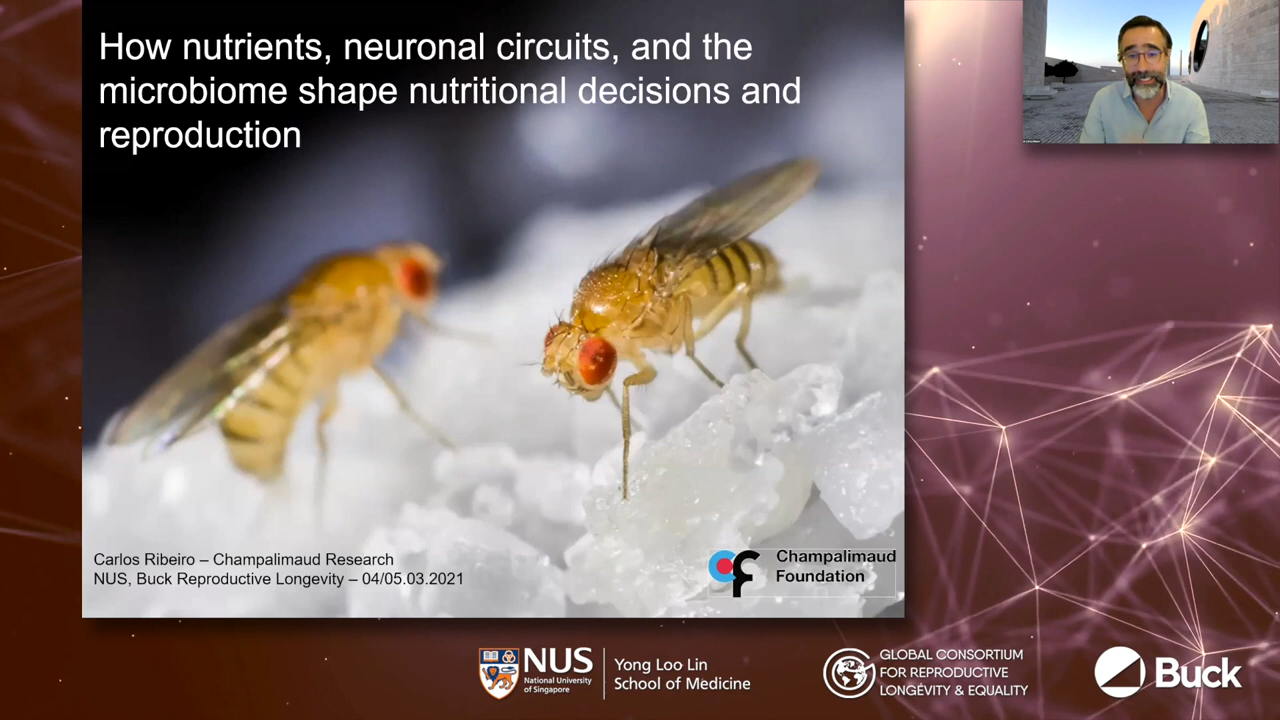 How nutrients, neuronal circuits, and the
microbiome shape nutritional decisions and
reproduction
Carlos Ribeiro – Champalimaud Research
NUS, Buck Reproductive Longevity – 04/05.03.2021
Champalimaud
Foundation
NUS
National University
of Singapore
Yong Loo Lin
School of Medicine
GLOBAL CONSORTIUM
FOR REPRODUCTIVE
LONGEVITY & EQUALITY
Buck